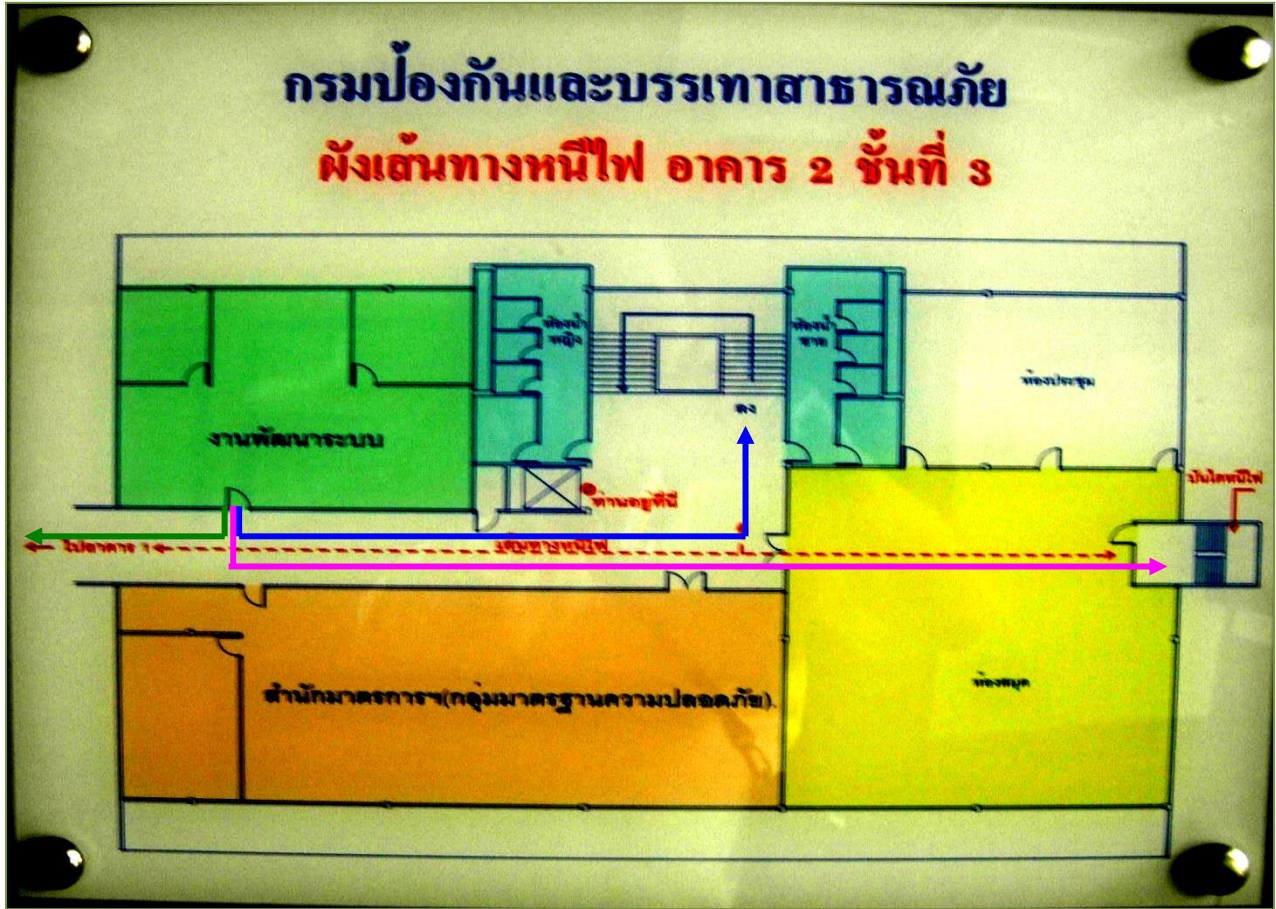 กรมป้องกันและบรรเทาสาธารณภัย
ผังเส้นทางหนีไฟ อาคาร 2 ชั้นที่ 3
ห้องน้ำ
หญิง
ห้องน้ำ
ชาย
ห้องประชุม
ลง
งานพัฒนาระบบ
บันไดหนีไฟ
ท่านอยู่ที่นี่
ไปอาคาร 1
เส้นทางหนีไฟ
ห้องสมุด
สำนักมาตรการฯ(กลุ่มมาตรฐานความปลอดภัย).